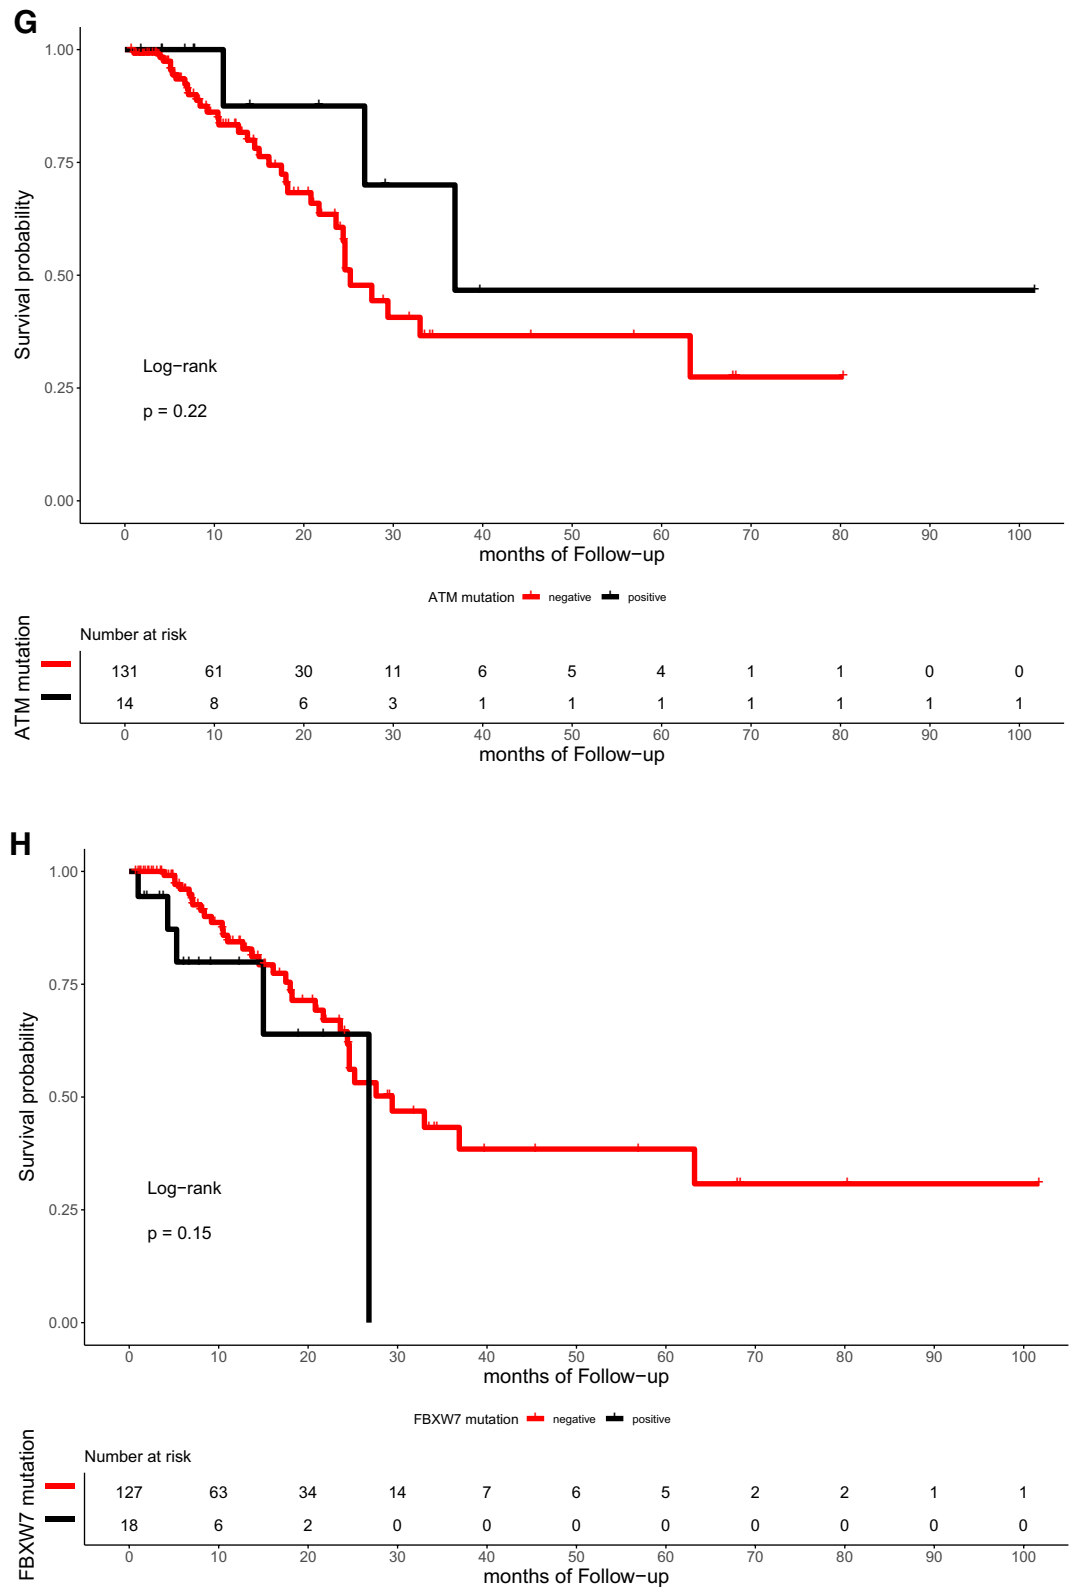 G
1.00
0.75
0.50
0.25
0.00
Survival probability
Log-rank
p = 0.22
0 10 20 30 40 50 60 70 80 90 100
months of Follow-up
ATM mutation negative positive
Number at risk
ATM mutation
131 61 30 11 6 5 4 1 1 0 0
14 8 6 3 1 1 1 1 1 1 1
0 10 20 30 40 50 60 70 80 90 100
months of Follow-up
H
1.00
0.75
0.50
0.25
0.00
Survival probability
Log-rank
p = 0.15
0 10 20 30 40 50 60 70 80 90 100
months of Follow-up
FBXW7 mutation negative positive
Number at risk
FBXW7 mutation
127 63 34 14 7 6 5 2 2 1 1
18 6 2 0 0 0 0 0 0 0 0
0 10 20 30 40 50 60 70 80 90 100
months of Follow-up